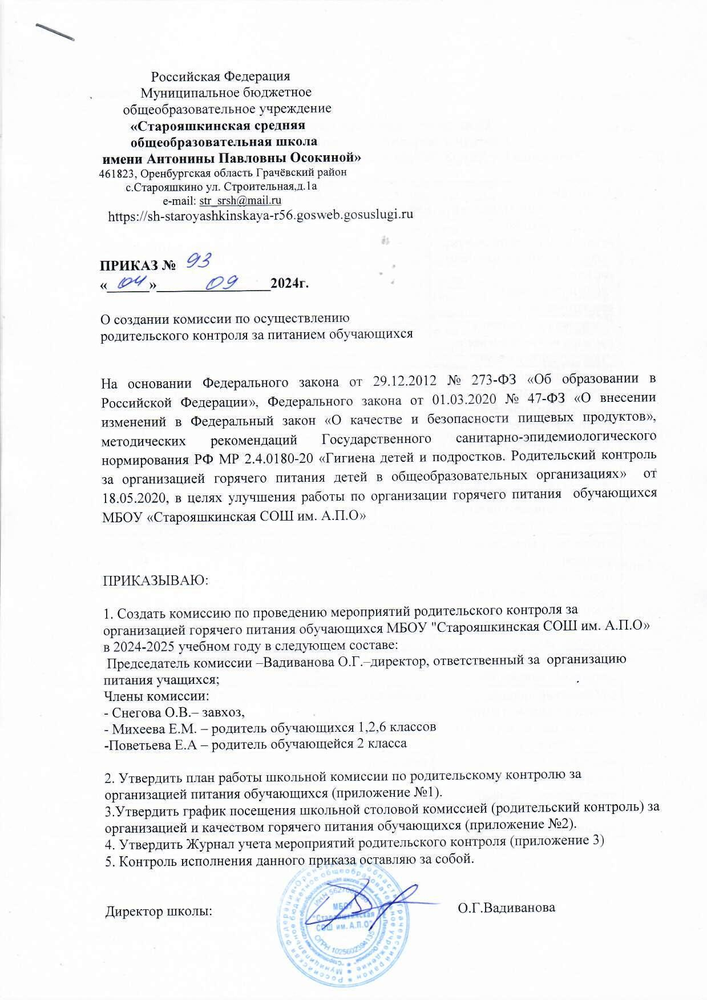 Российская Федерация
Муниципальное бюджетное
общеобразовательное учреждение
«Старояшкинская средняя
общеобразовательная школа
имени Антонины Павловны Осокиной»
461823, Оренбургская область Грачёвский район
с.Старояшкино ул. Строительная,д.1а
e-mail: str_srsh@mail.ru
https://sh-staroyashkinskaya-r56.gosweb.gosuslugi.ru
ПРИКАЗ № 93
«04» 09 2024г.
О создании комиссии по осуществлению
родительского контроля за питанием обучающихся
На основании Федерального закона от 29.12.2012 № 273-ФЗ «Об образовании в
Российской Федерации», Федерального закона от 01.03.2020 № 47-ФЗ «О внесении
изменений в Федеральный закон «О качестве и безопасности пищевых продуктов»,
методических рекомендаций Государственного санитарно-эпидемиологического
нормирования РФ МР 2.4.0180-20 «Гигиена детей и подростков. Родительский контроль
за организацией горячего питания детей в общеобразовательных организациях» от
18.05.2020, в целях улучшения работы по организации горячего питания обучающихся
МБОУ «Старояшкинская СОШ им. А.П.О»
ПРИКАЗЫВАЮ:
1. Создать комиссию по проведению мероприятий родительского контроля за
организацией горячего питания обучающихся МБОУ "Старояшкинская СОШ им. А.П.О»
в 2024-2025 учебном году в следующем составе:
Председатель комиссии –Вадиванова О.Г.–директор, ответственный за организацию
питания учащихся;
Члены комиссии:
- Снегова О.В.– завхоз,
- Михеева Е.М. – родитель обучающихся 1,2,6 классов
-Поветьева Е.А – родитель обучающейся 2 класса
2. Утвердить план работы школьной комиссии по родительскому контролю за
организацией питания обучающихся (приложение №1).
3.Утвердить график посещения школьной столовой комиссией (родительский контроль) за
организацией и качеством горячего питания обучающихся (приложение №2).
4. Утвердить Журнал учета мероприятий родительского контроля (приложение 3)
5. Контроль исполнения данного приказа оставляю за собой.
Директор школы: О.Г.Вадиванова
МБОУ
"Старояшкинская
СОШ им. А.П.О"
ОГРН 1025602394135